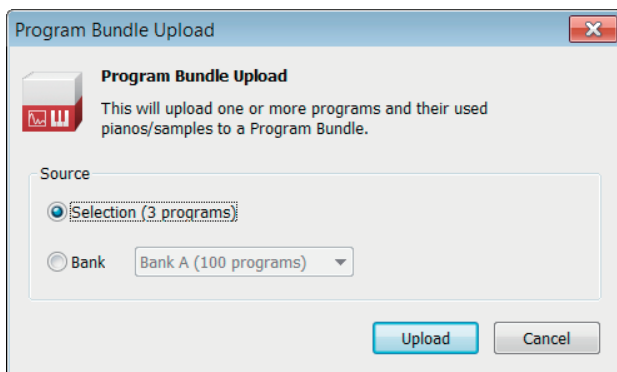 Program Bundle Upload
Program Bundle Upload
This will upload one or more programs and their used
pianos/samples to a Program Bundle.
Source
Selection (3 programs)
Bank Bank A (100 programs)
Upload Cancel